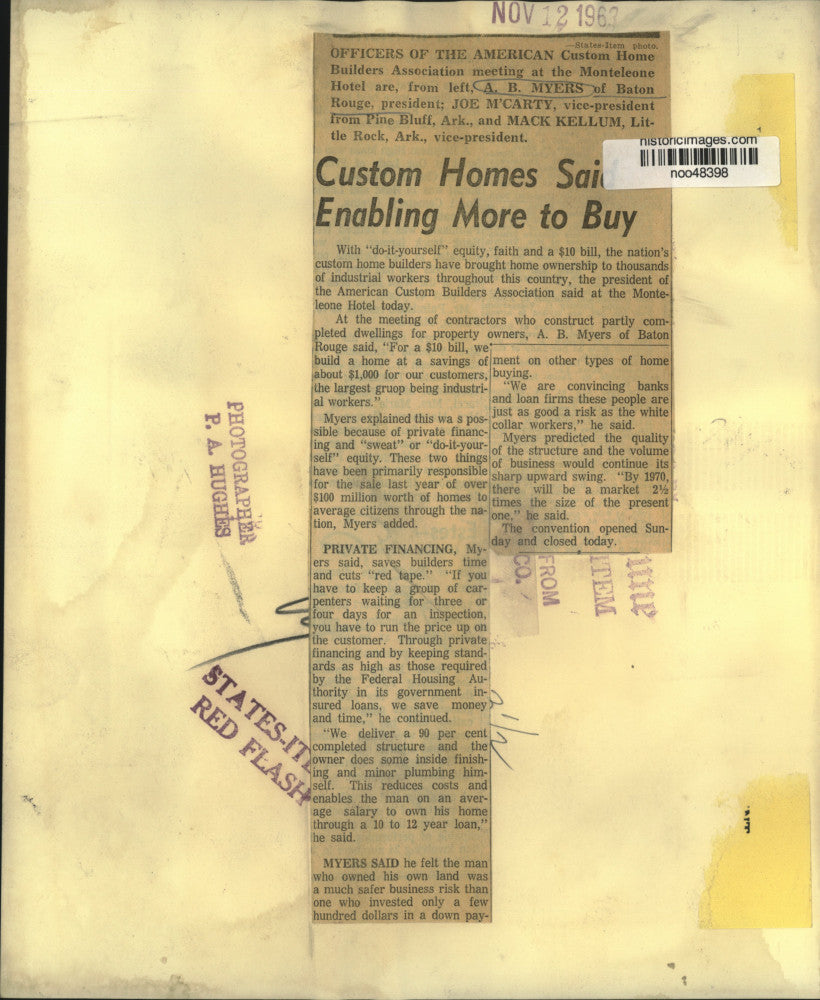 NOV 12 1963
—States-Item photo.
OFFICERS OF THE AMERICAN Custom Home
Builders Association meeting at the Monteleone
Hotel are, from left, A. B. MYERS of Baton
Rouge, president; JOE M'CARTY, vice-president
from Pine Bluff, Ark., and MACK KELLUM, Lit-
tle Rock, Ark., vice-president.
historicimages.com
noo48398
Custom Homes
Enabling More to Buy
With "do-it-yourself" equity, faith and a $10 bill, the nation's
custom home builders have brought home ownership to thousands
of industrial workers throughout this country, the president of
the American Custom Builders Association said at the Monte-
leone Hotel today.
At the meeting of contractors who construct partly com-
pleted dwellings for property owners, A. B. Myers of Baton
Rouge said, "For a $10 bill, we
build a home at a savings of
about $1,000 for our customers,
the largest gruop being industri-
al workers."
Myers explained this wa s pos-
sible because of private financ-
ing and "sweat" or "do-it-your-
self" equity. These two things
have been primarily responsible
for the sale last year of over
$100 million worth of homes to
average citizens through the na-
tion, Myers added.
PRIVATE FINANCING, My-
ers said, saves builders time
and cuts "red tape." "If you
have to keep a group of car-
penters waiting for three or
four days for an inspection,
you have to run the price up on
the customer. Through private
financing and by keeping stand-
ards as high as those required
by the Federal Housing Au-
thority in its government in-
sured loans, we save money
and time," he continued.
"We deliver a 90 per cent
completed structure and the
owner does some inside finish-
ing and minor plumbing him-
self. This reduces costs and
enables the man on an aver-
age salary to own his home
through a 10 to 12 year loan,"
he said.
MYERS SAID he felt the man
who owned his own land was
a much safer business risk than
one who invested only a few
hundred dollars in a down pay-
ment on other types of home
buying.
"We are convincing banks
and loan firms these people are
just as good a risk as the white
collar workers," he said.
Myers predicted the quality
of the structure and the volume
of business would continue its
sharp upward swing. "By 1970,
there will be a market 2½
times the size of the present
one," he said.
The convention opened Sun-
day and closed today.
PHOTOGRAPHER
P. A. HUGHES
STATES-IT
RED FLASH
CO.
FROM
ITEM
2 1/2